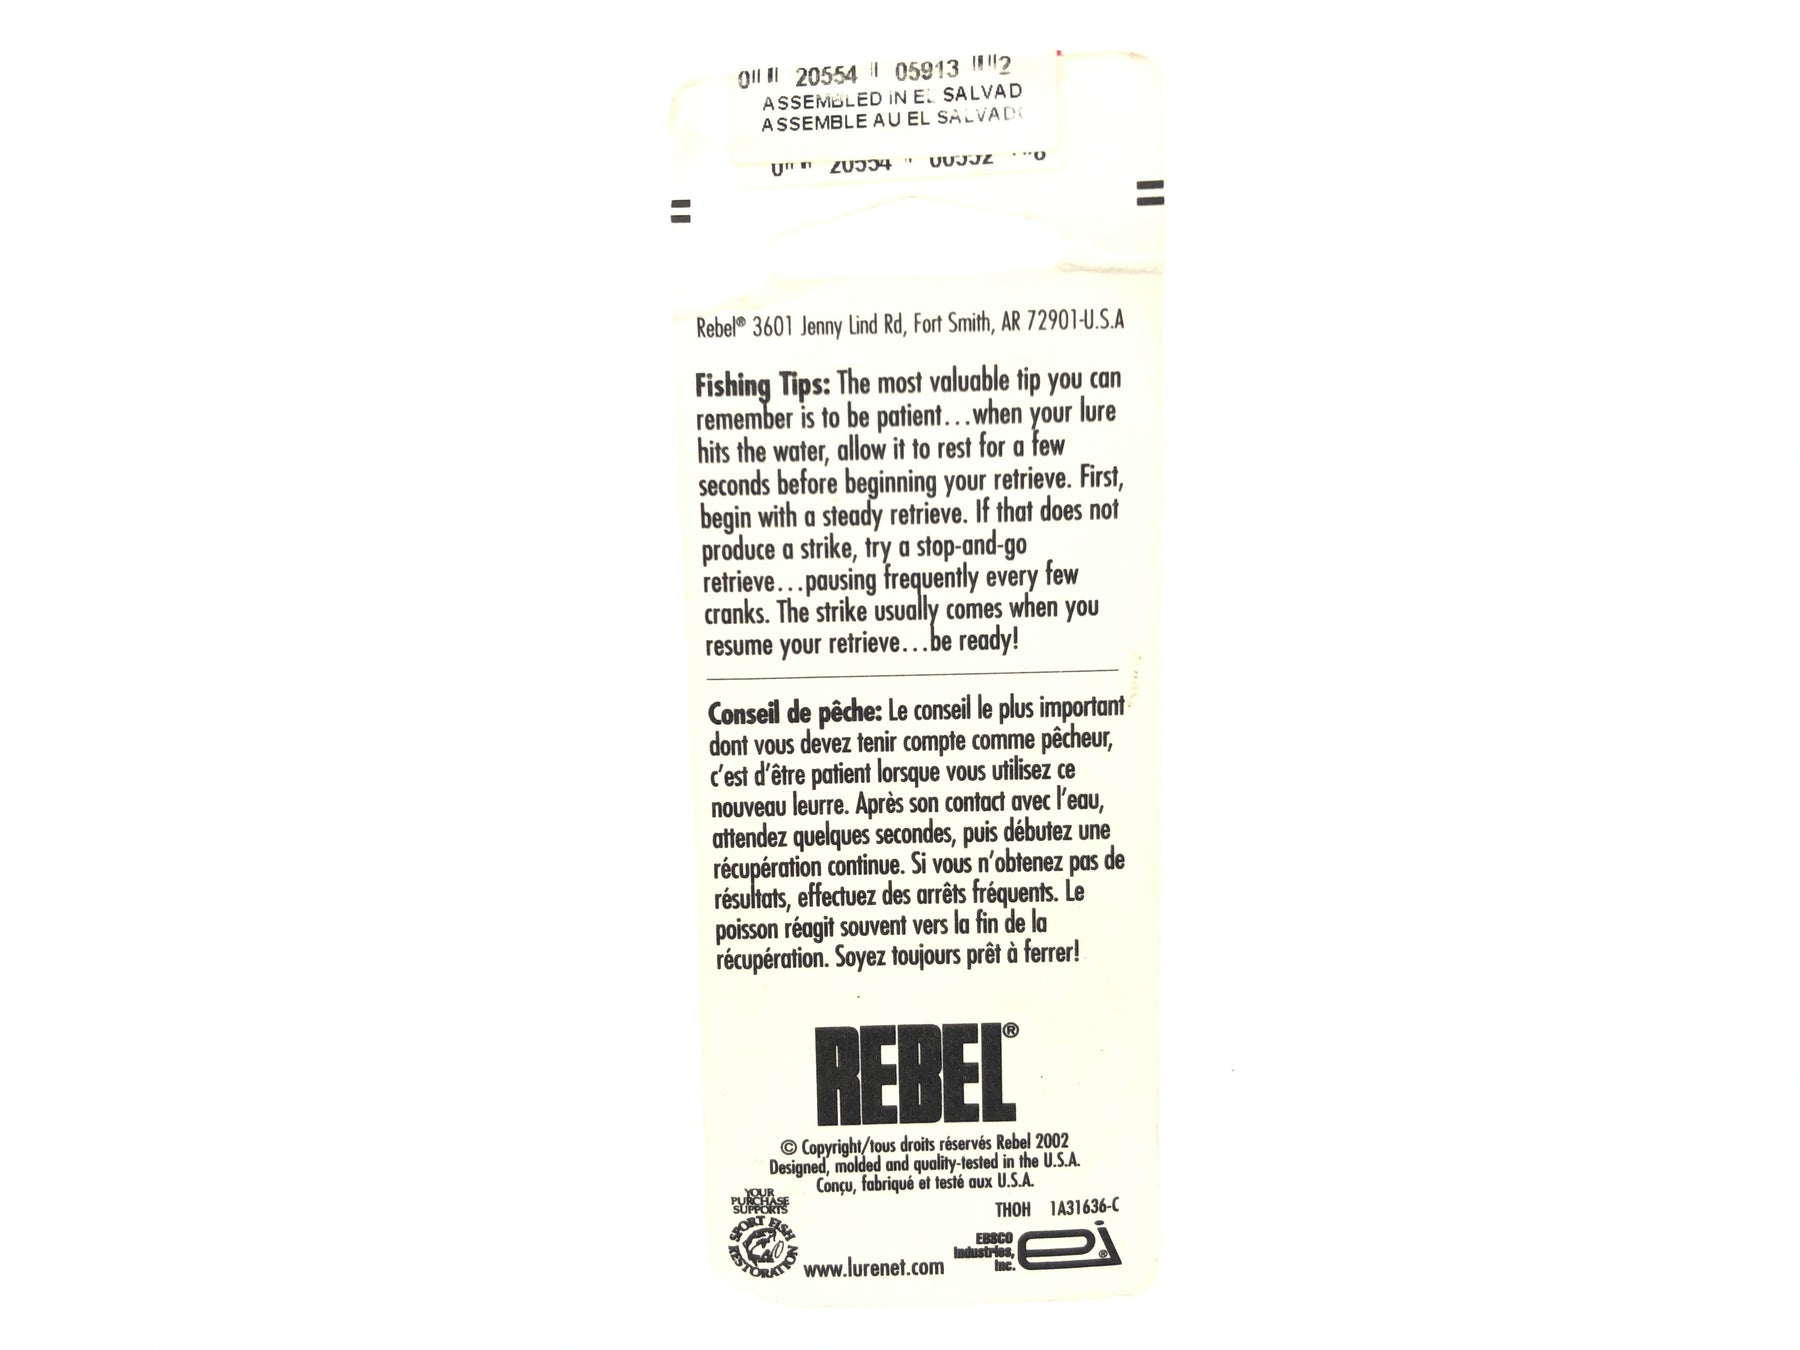 0 20554 05913 2
ASSEMBLED IN EL SALVAD
ASSEMBLE AU EL SALVAD
20554
Rebel® 3601 Jenny Lind Rd, Fort Smith, AR 72901-U.S.A
Fishing Tips: The most valuable tip you can
remember is to be patient...when your lure
hits the water, allow it to rest for a few
seconds before beginning your retrieve. First,
begin with a steady retrieve. If that does not
produce a strike, try a stop-and-go
retrieve...pausing frequently every few
cranks. The strike usually comes when you
resume your retrieve...be ready!
Conseil de pêche: Le conseil le plus important
dont vous devez tenir compte comme pêcheur,
c'est d'être patient lorsque vous utilisez ce
nouveau leurre. Après son contact avec l'eau,
attendez quelques secondes, puis débutez une
récupération continue. Si vous n'obtenez pas de
résultats, effectuez des arrêts fréquents. Le
poisson réagit souvent vers la fin de la
récupération. Soyez toujours prêt à ferrer!
REBEL®
© Copyright/tous droits réservés Rebel 2002
Designed, molded and quality-tested in the U.S.A.
Conçu, fabriqué et testé aux U.S.A.
YOUR
PURCHASE
SUPPORTS
SPORT FISH
RESTORATION
www.lurenet.com
THOH 1A31636-C
EBSCO
Industries,
Inc.
ei®